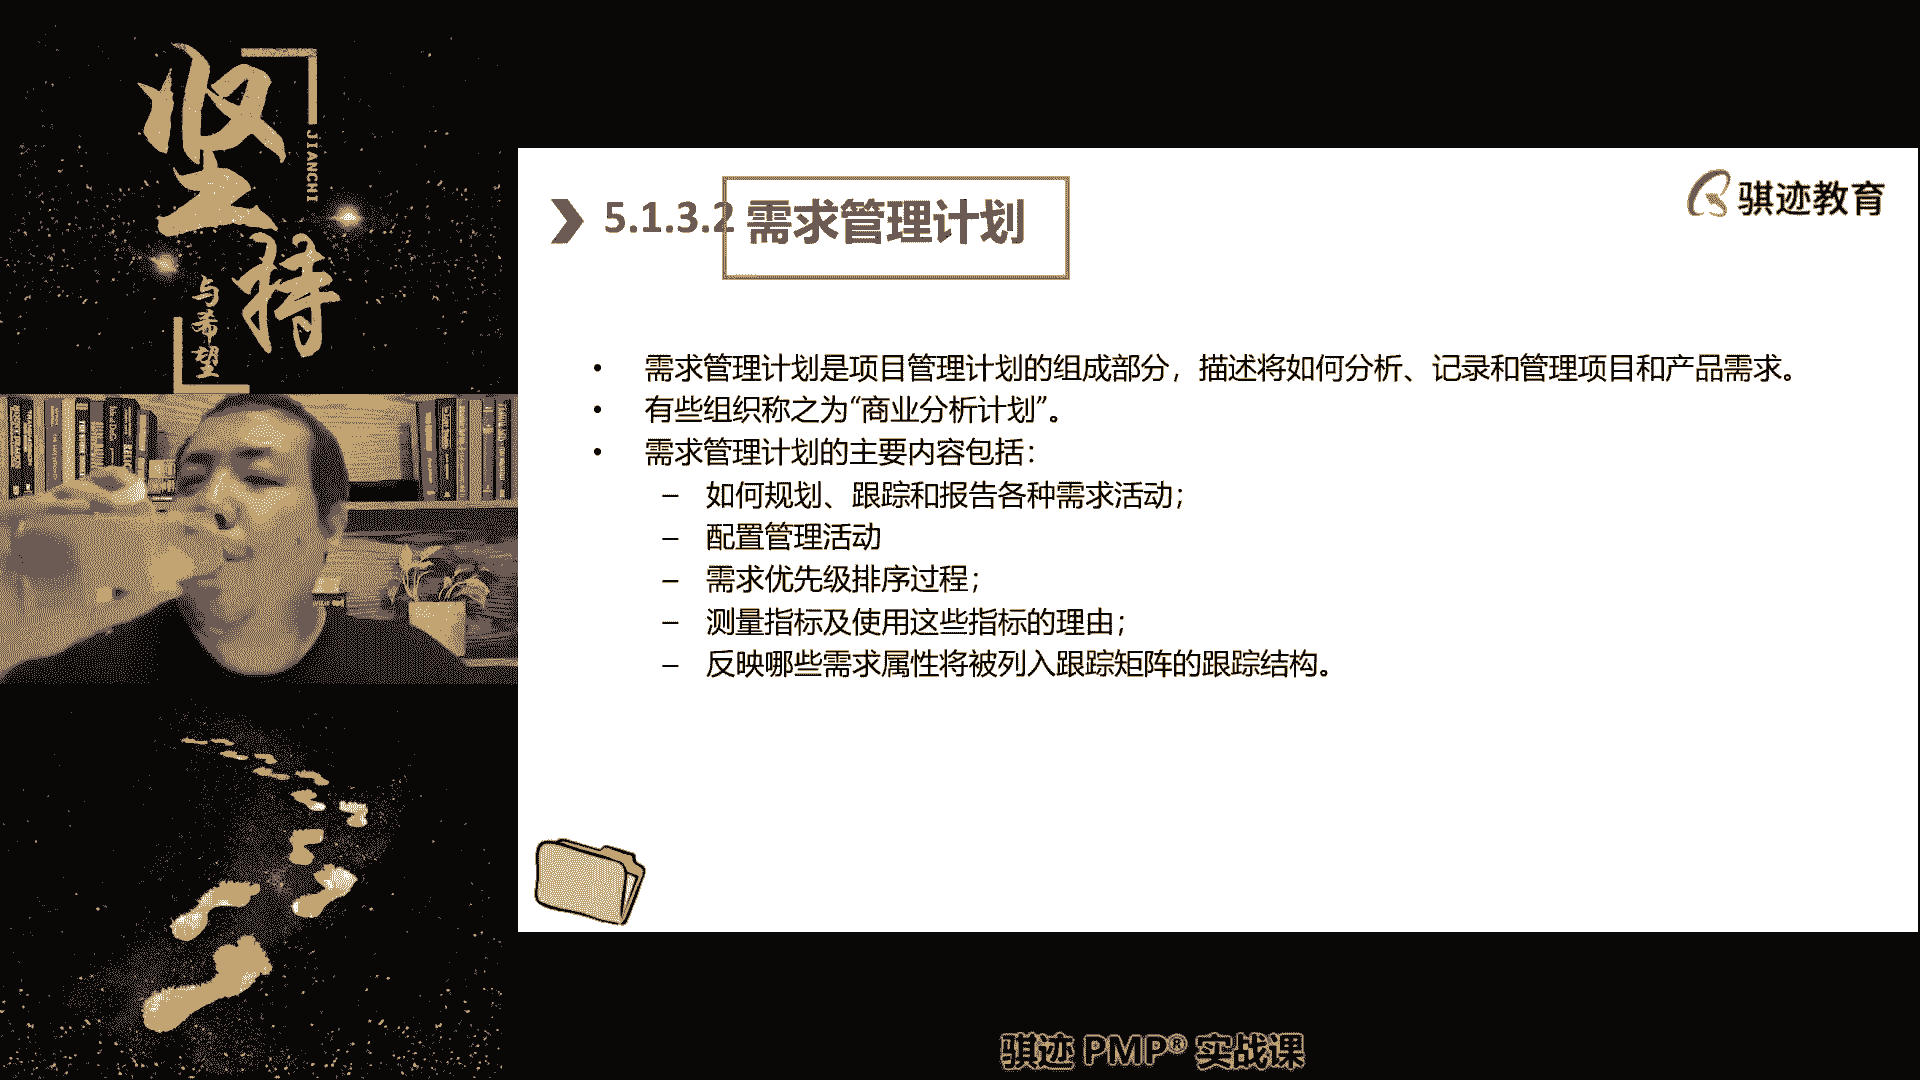 坚持
JIANCHI
与希望
5.1.3.2 需求管理计划
骐迹教育
• 需求管理计划是项目管理计划的组成部分，描述将如何分析、记录和管理项目和产品需求。
• 有些组织称之为“商业分析计划”。
• 需求管理计划的主要内容包括：
– 如何规划、跟踪和报告各种需求活动；
– 配置管理活动
– 需求优先级排序过程；
– 测量指标及使用这些指标的理由；
– 反映哪些需求属性将被列入跟踪矩阵的跟踪结构。
骐迹 PMP® 实战课